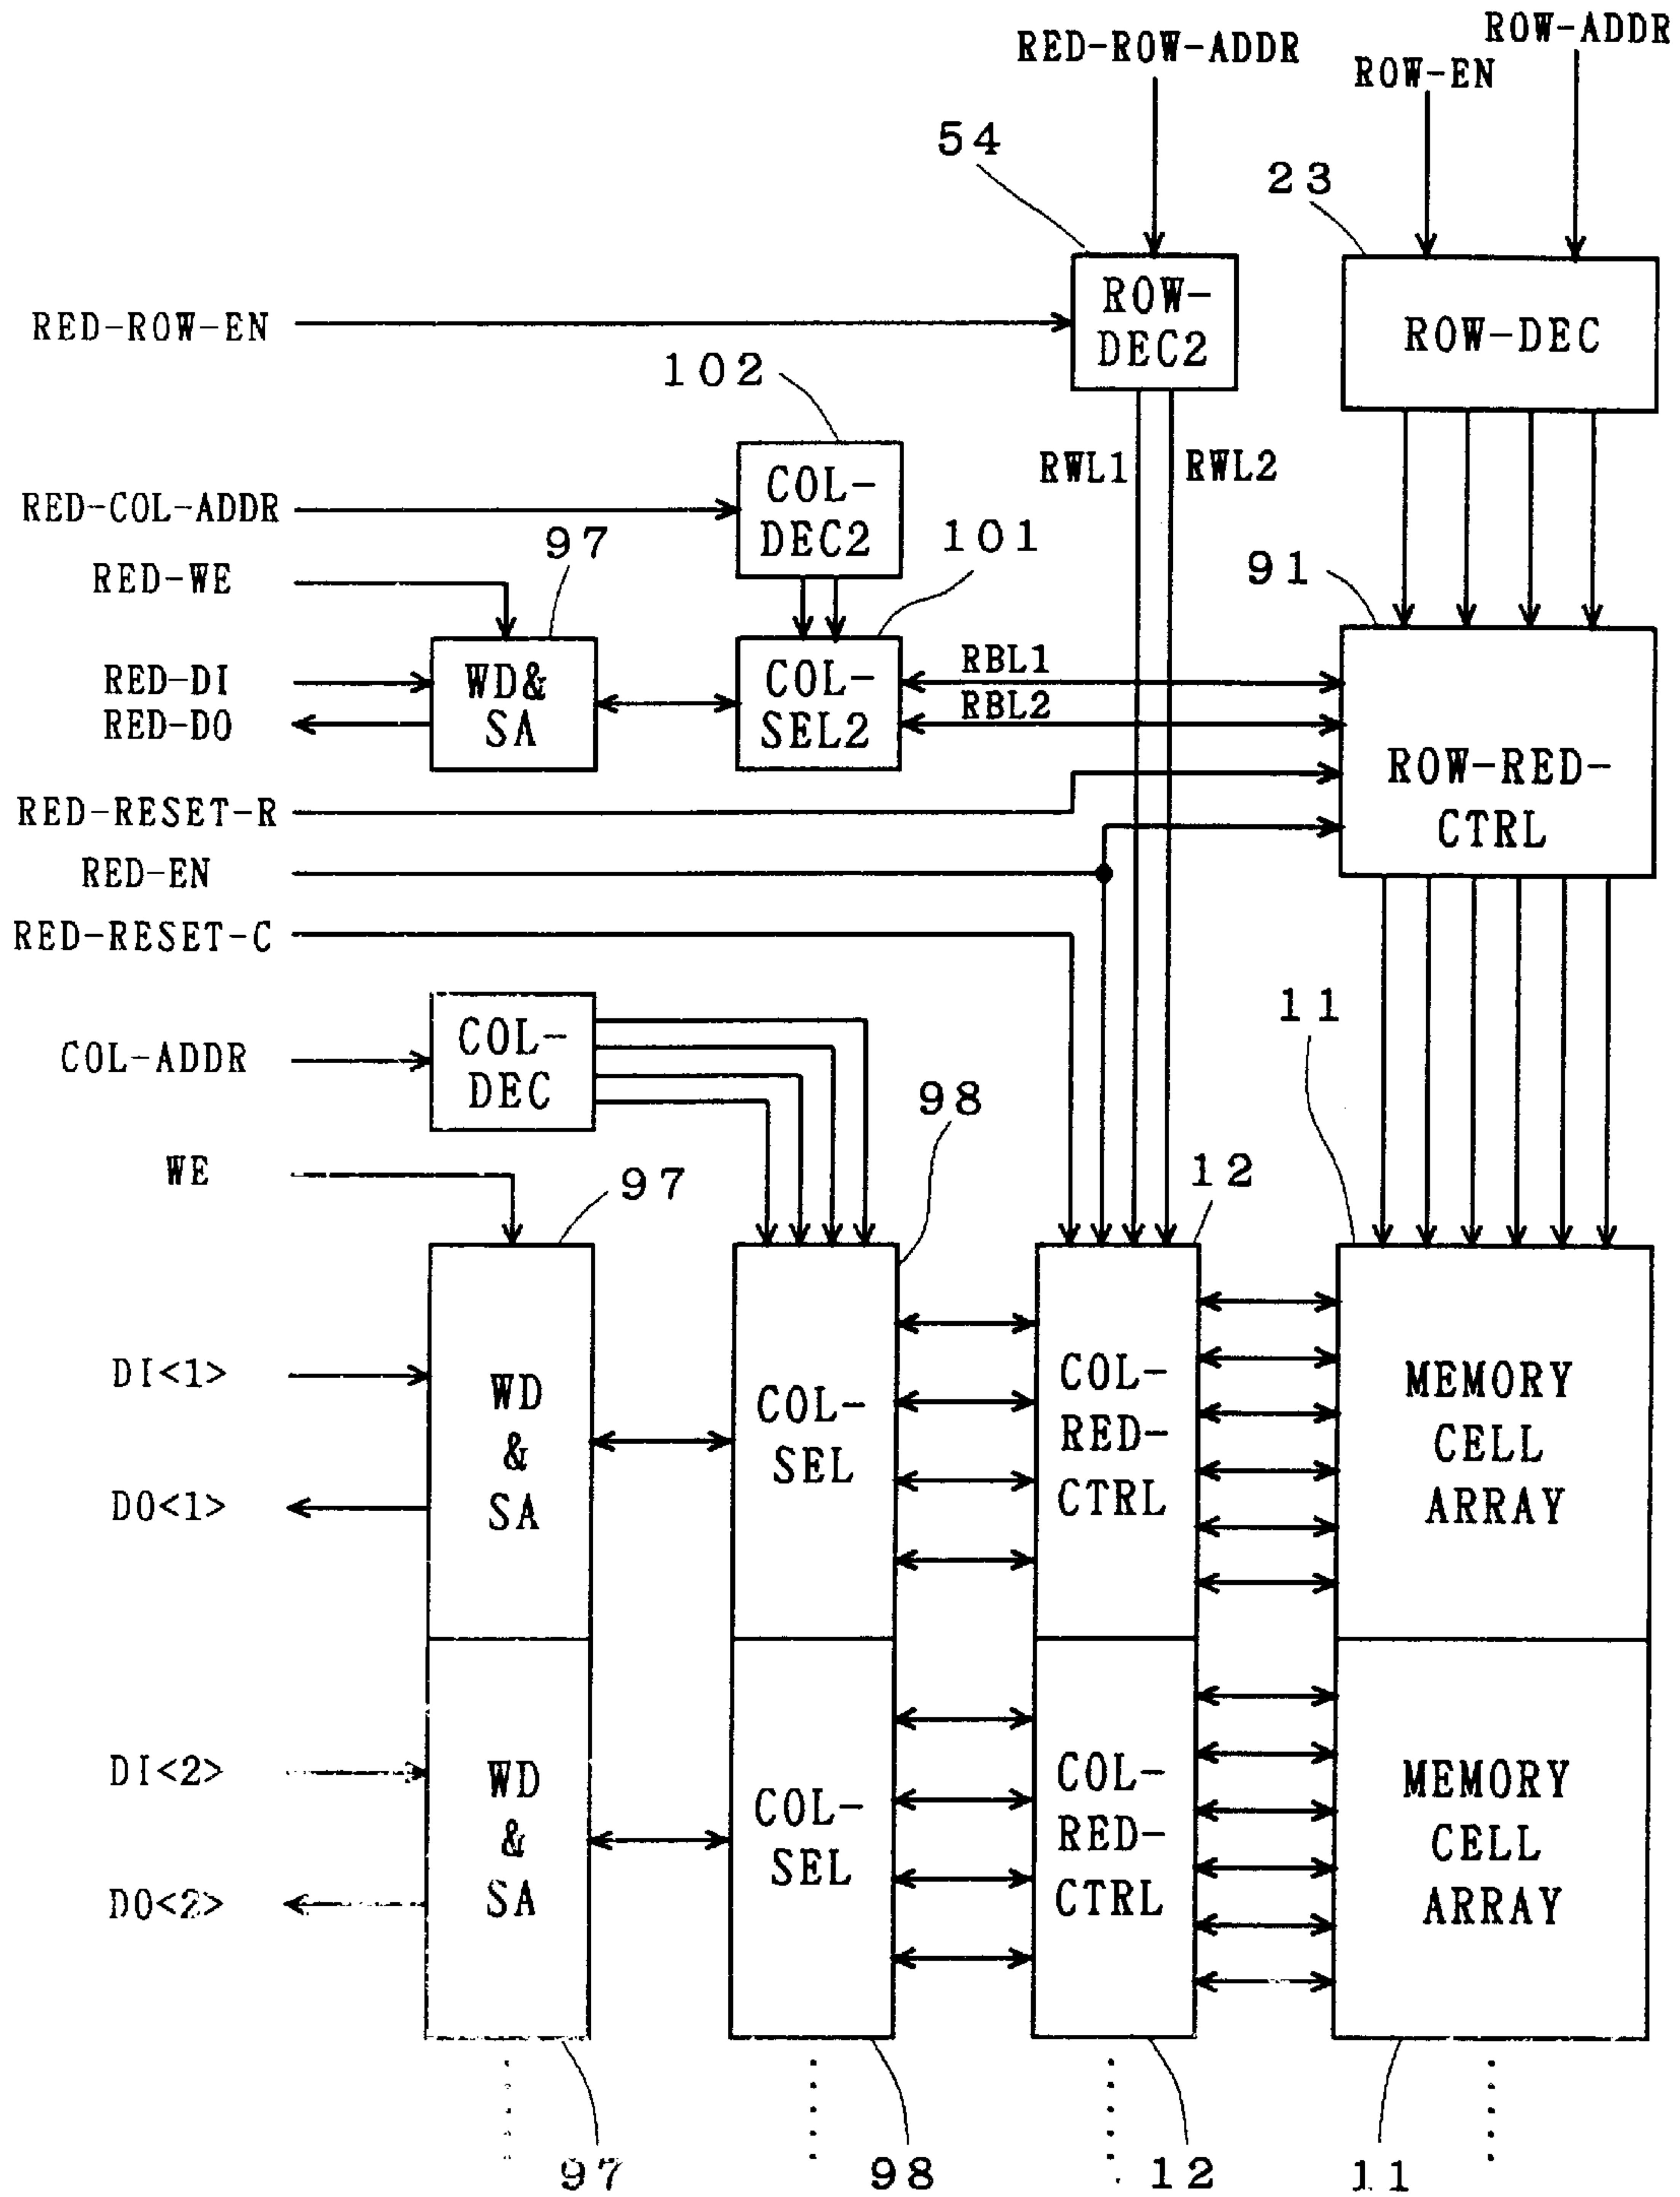 ROW-ADDR
RED-ROW-ADDR
ROW-EN
54
23
ROW-
DEC2
ROW-DEC
RED-ROW-EN
102
RWL1
RWL2
COL-
DEC2
RED-COL-ADDR
97
101
91
RED-WE
RED-DI
RED-DO
WD&
SA
COL-
SEL2
RBL1
RBL2
ROW-RED-
CTRL
RED-RESET-R
RED-EN
RED-RESET-C
11
COL-ADDR
COL-
DEC
98
WE
97
12
DI<1>
DO<1>
WD
&
SA
COL-
SEL
COL-
RED-
CTRL
MEMORY
CELL
ARRAY
DI<2>
DO<2>
WD
&
SA
COL-
SEL
COL-
RED-
CTRL
MEMORY
CELL
ARRAY
97
98
12
11